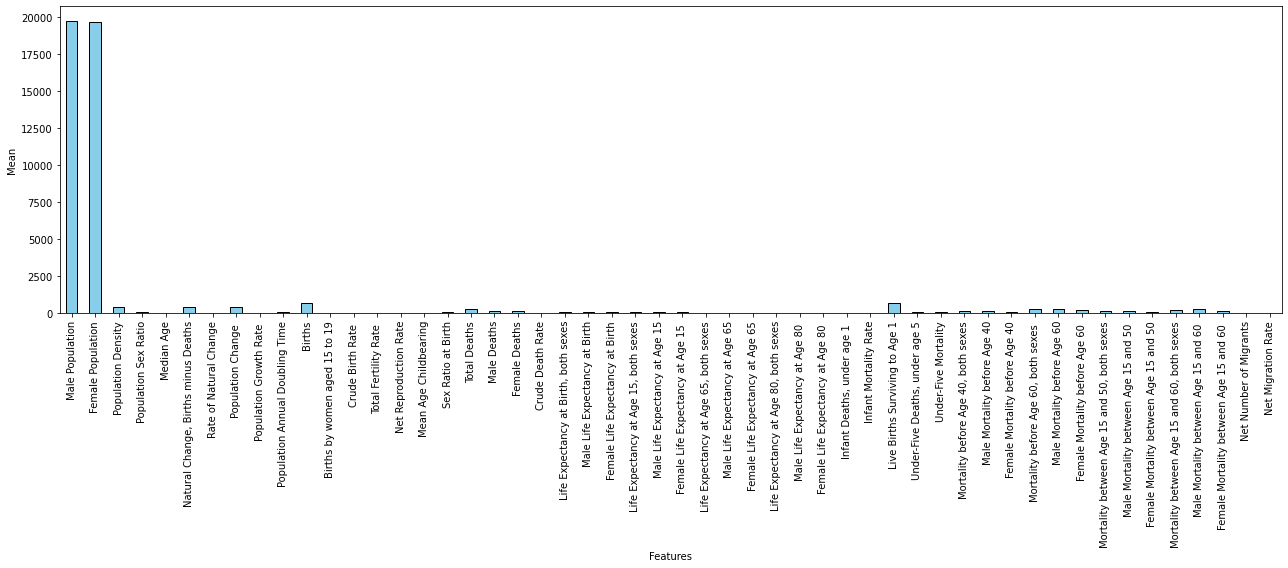 20000
17500
15000
12500
10000
7500
5000
2500
0
Mean
Male Population
Female Population
Population Density
Population Sex Ratio
Median Age
Natural Change, Births minus Deaths
Rate of Natural Change
Population Change
Population Growth Rate
Population Annual Doubling Time
Births
Births by women aged 15 to 19
Crude Birth Rate
Total Fertility Rate
Net Reproduction Rate
Mean Age Childbearing
Sex Ratio at Birth
Total Deaths
Male Deaths
Female Deaths
Crude Death Rate
Life Expectancy at Birth, both sexes
Male Life Expectancy at Birth
Female Life Expectancy at Birth
Life Expectancy at Age 15, both sexes
Male Life Expectancy at Age 15
Female Life Expectancy at Age 15
Life Expectancy at Age 65, both sexes
Male Life Expectancy at Age 65
Female Life Expectancy at Age 65
Life Expectancy at Age 80, both sexes
Male Life Expectancy at Age 80
Female Life Expectancy at Age 80
Infant Deaths, under age 1
Infant Mortality Rate
Live Births Surviving to Age 1
Under-Five Deaths, under age 5
Under-Five Mortality
Mortality before Age 40, both sexes
Male Mortality before Age 40
Female Mortality before Age 40
Mortality before Age 60, both sexes
Male Mortality before Age 60
Female Mortality before Age 60
Mortality between Age 15 and 50, both sexes
Male Mortality between Age 15 and 50
Female Mortality between Age 15 and 50
Mortality between Age 15 and 60, both sexes
Male Mortality between Age 15 and 60
Female Mortality between Age 15 and 60
Net Number of Migrants
Net Migration Rate
Features